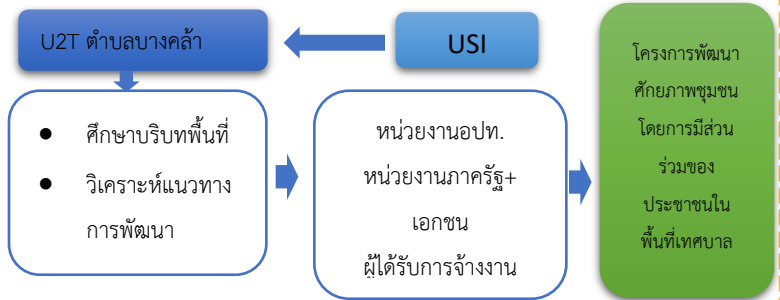 U2T ตำบลบางคล้า
USI
ศึกษาบริบทพื้นที่
วิเคราะห์แนวทาง
การพัฒนา
หน่วยงานอปท.
หน่วยงานภาครัฐ+
เอกชน
ผู้ได้รับการจ้างงาน
โครงการพัฒนา
ศักยภาพชุมชน
โดยการมีส่วน
ร่วมของ
ประชาชนใน
พื้นที่เทศบาล